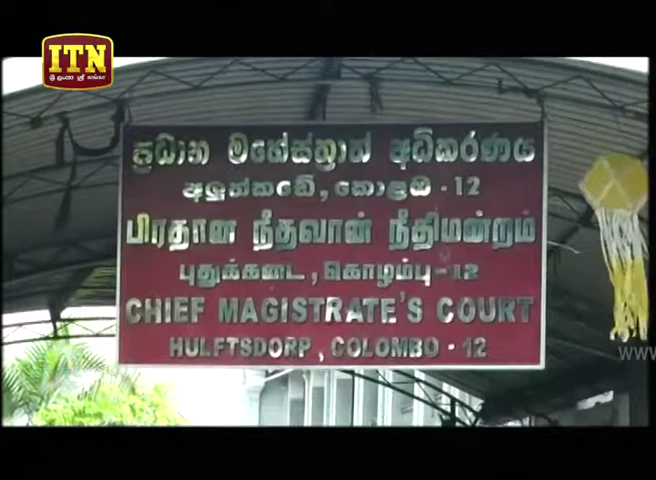 ITN
ප්‍රධාන මහේස්ත්‍රාත් අධිකරණය
අලුත්කඩේ, කොළඹ - 12
பிரதான நீதவான் நீதிமன்றம்
புதுக்கடை, கொழும்பு - 12
CHIEF MAGISTRATE'S COURT
HULFTSDORP, COLOMBO - 12
WWW